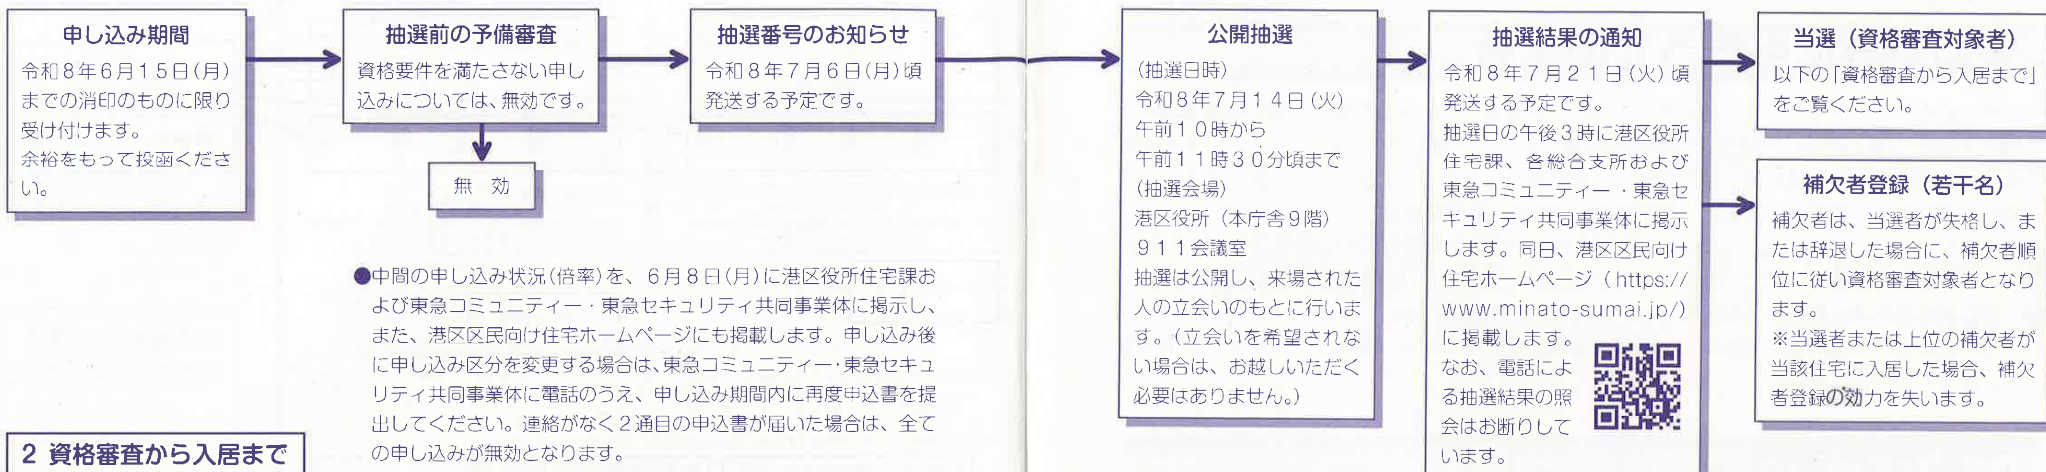 申し込み期間
令和8年6月15日(月)
までの消印のものに限り
受け付けます。
余裕をもって投函くださ
い。
抽選前の予備審査
資格要件を満たさない申し
込みについては、無効です。
無 効
抽選番号のお知らせ
令和8年7月6日(月)頃
発送する予定です。
●中間の申し込み状況(倍率)を、6月8日(月)に港区役所住宅課お
よび東急コミュニティー・東急セキュリティ共同事業体に掲示し、
また、港区区民向け住宅ホームページにも掲載します。申し込み後
に申し込み区分を変更する場合は、東急コミュニティー・東急セキュ
リティ共同事業体に電話のうえ、申し込み期間内に再度申込書を提
出してください。連絡がなく2通目の申込書が届いた場合は、全て
の申し込みが無効となります。
公開抽選
(抽選日時)
令和8年7月14日(火)
午前10時から
午前11時30分頃まで
(抽選会場)
港区役所(本庁舎9階)
911会議室
抽選は公開し、来場された
人の立会いのもとに行いま
す。(立会いを希望されな
い場合は、お越しいただく
必要はありません。)
抽選結果の通知
令和8年7月21日(火)頃
発送する予定です。
抽選日の午後3時に港区役所
住宅課、各総合支所および
東急コミュニティー・東急セ
キュリティ共同事業体に掲示
します。同日、港区区民向け
住宅ホームページ(https://
www.minato-sumai.jp/)
に掲載します。
なお、電話によ
る抽選結果の照
会はお断りして
います。
当選(資格審査対象者)
以下の「資格審査から入居まで」
をご覧ください。
補欠者登録(若干名)
補欠者は、当選者が失格し、ま
たは辞退した場合に、補欠者順
位に従い資格審査対象者となり
ます。
※当選者または上位の補欠者が
当該住宅に入居した場合、補欠
者登録の効力を失います。
2 資格審査から入居まで